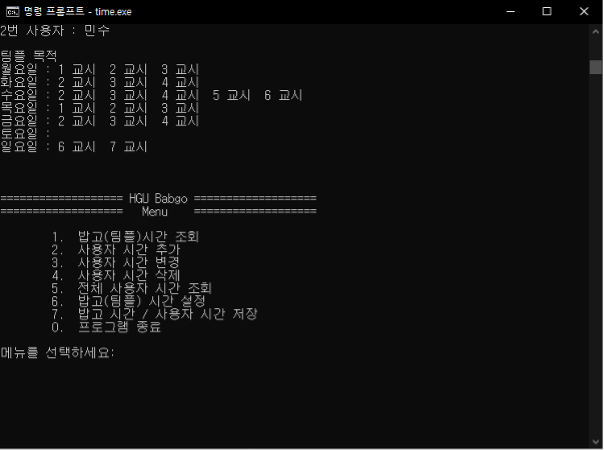 명령 프롬프트 - time.exe
2번 사용자 : 민수
팀플 목적
월요일 : 1 교시 2 교시 3 교시
화요일 : 2 교시 3 교시 4 교시
수요일 : 2 교시 3 교시 4 교시 5 교시 6 교시
목요일 : 1 교시 2 교시 3 교시
금요일 : 2 교시 3 교시 4 교시
토요일 :
일요일 : 6 교시 7 교시
=================== HGU Babgo ===================
=================== Menu ===================
1. 밥고(팀플)시간 조회
2. 사용자 시간 추가
3. 사용자 시간 변경
4. 사용자 시간 삭제
5. 전체 사용자 시간 조회
6. 밥고(팀플) 시간 설정
7. 밥고 시간 / 사용자 시간 저장
0. 프로그램 종료
메뉴를 선택하세요: